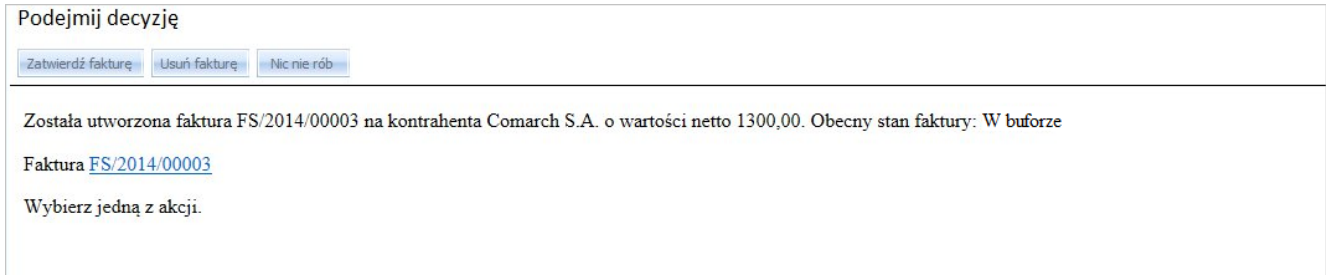 Podejmij decyzję
Zatwierdź fakturę Usuń fakturę Nic nie rób
Została utworzona faktura FS/2014/00003 na kontrahenta Comarch S.A. o wartości netto 1300,00. Obecny stan faktury: W buforze
Faktura FS/2014/00003
Wybierz jedną z akcji.